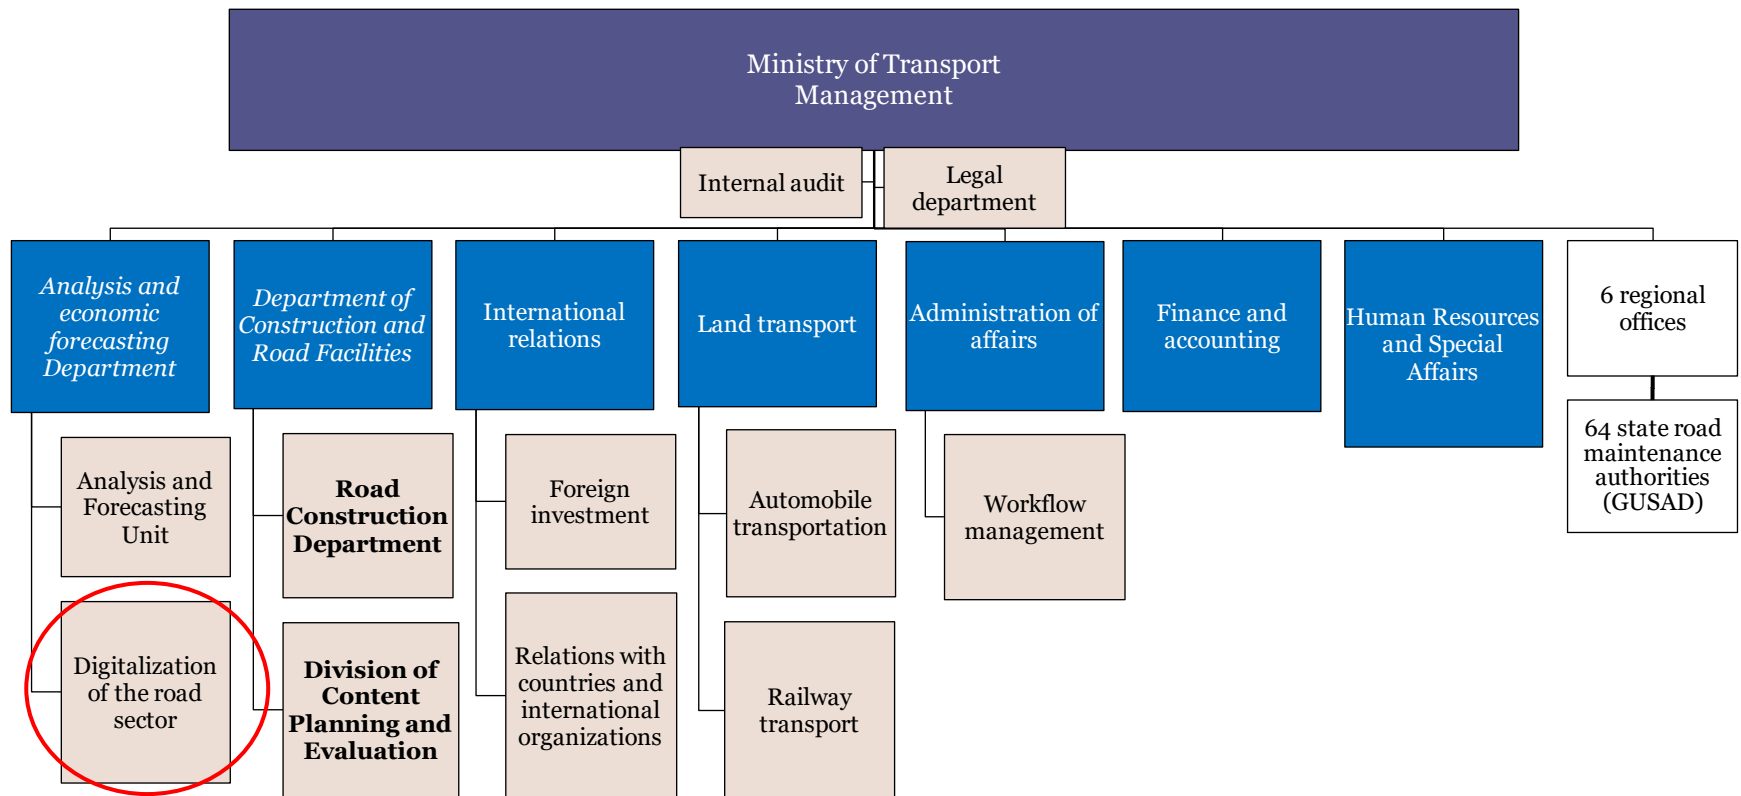 Ministry of Transport
Management
Internal audit
Legal
department
Analysis and
economic
forecasting
Department
Department of
Construction and
Road Facilities
International
relations
Land transport
Administration of
affairs
Finance and
accounting
Human Resources
and Special
Affairs
6 regional
offices
64 state road
maintenance
authorities
(GUSAD)
Analysis and
Forecasting
Unit
Road
Construction
Department
Foreign
investment
Automobile
transportation
Workflow
management
Digitalization
of the road
sector
Division of
Content
Planning and
Evaluation
Relations with
countries and
international
organizations
Railway
transport